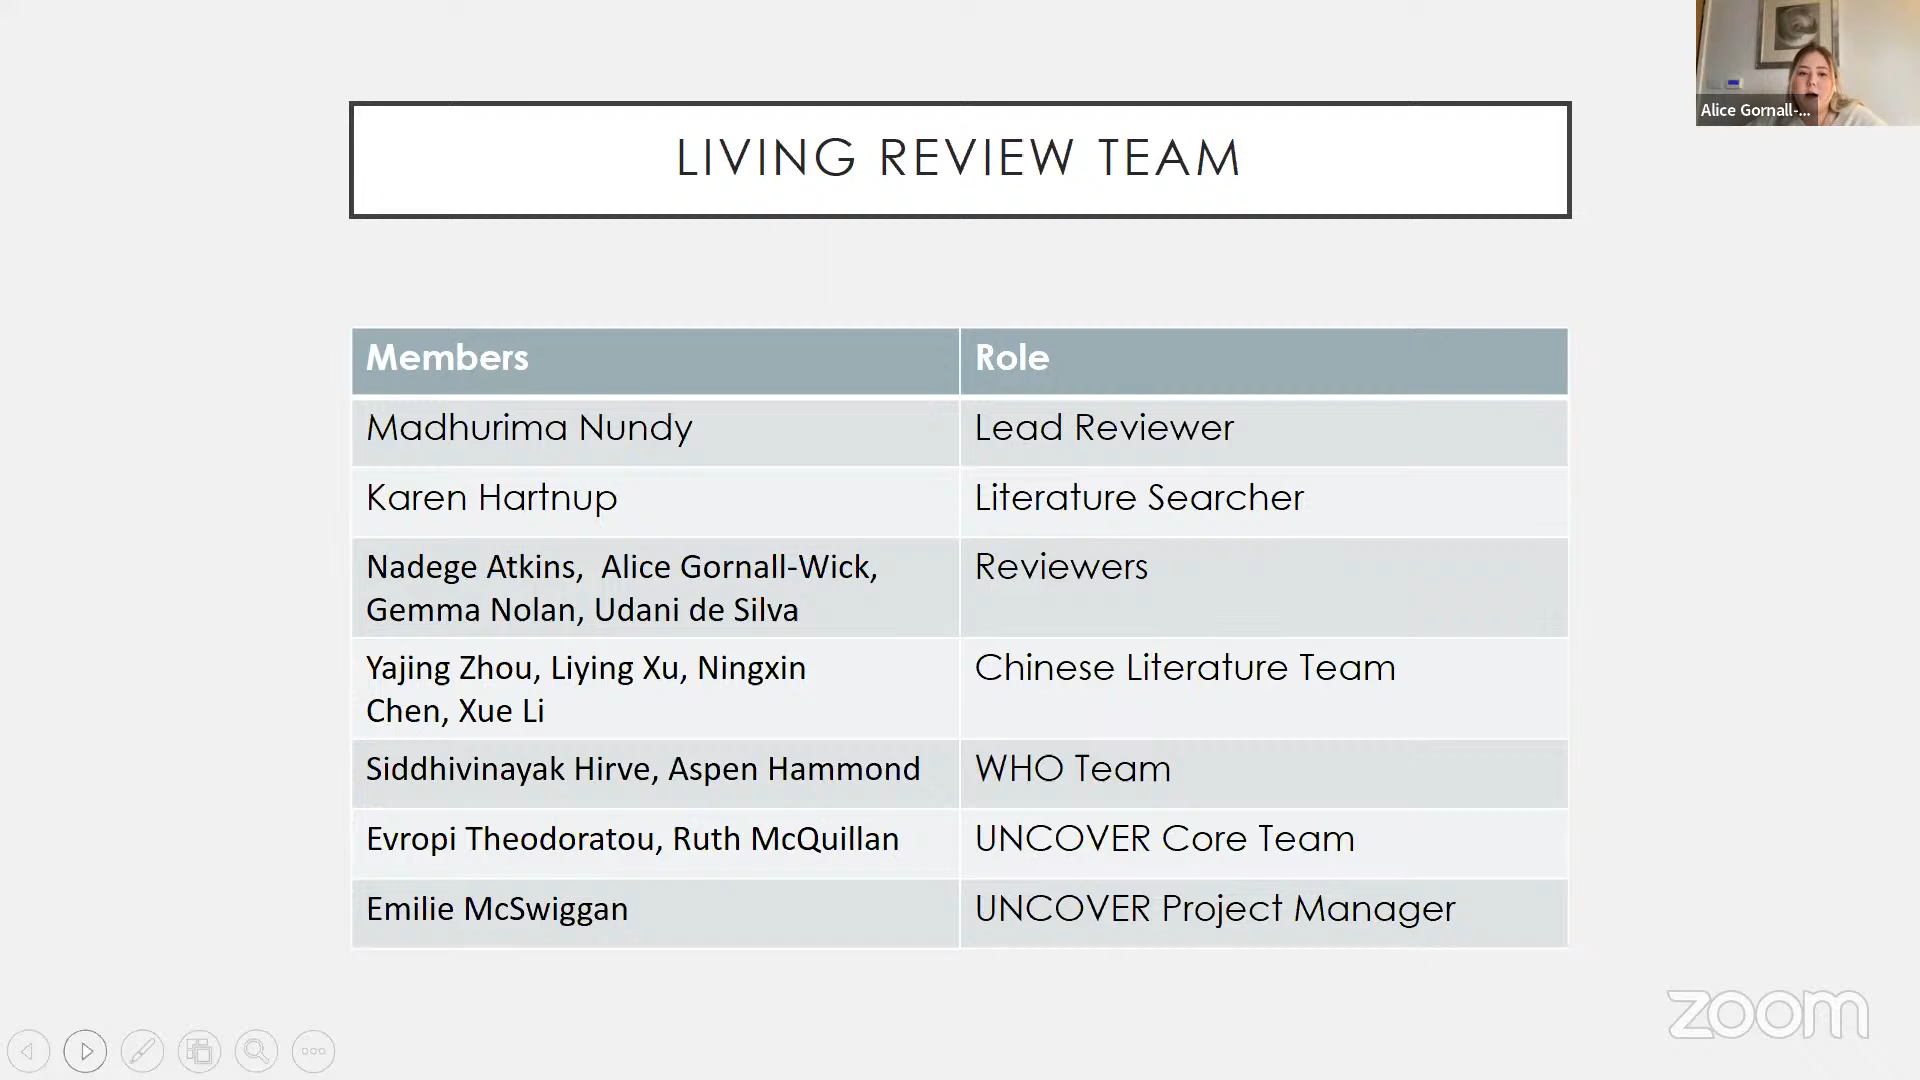 Alice Gornall-...
LIVING REVIEW TEAM
Members
Role
Madhurima Nundy
Lead Reviewer
Karen Hartnup
Literature Searcher
Nadege Atkins,  Alice Gornall-Wick,
Gemma Nolan, Udani de Silva
Reviewers
Yajing Zhou, Liying Xu, Ningxin
Chen, Xue Li
Chinese Literature Team
Siddhivinayak Hirve, Aspen Hammond
WHO Team
Evropi Theodoratou, Ruth McQuillan
UNCOVER Core Team
Emilie McSwiggan
UNCOVER Project Manager
zoom